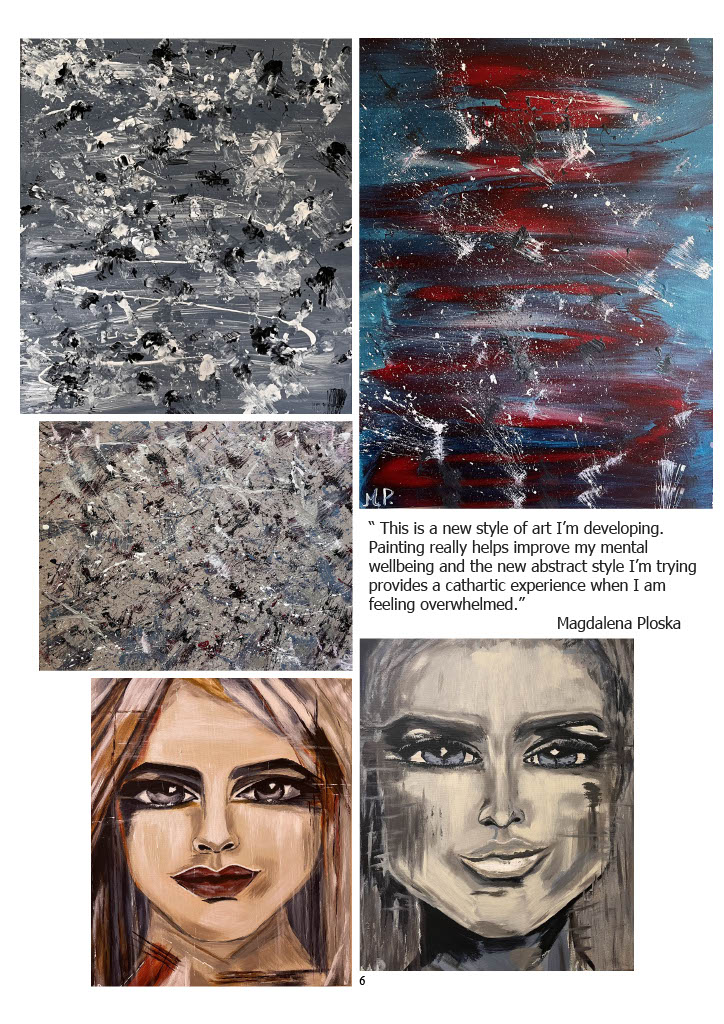 M.P.
“ This is a new style of art I’m developing.
Painting really helps improve my mental
wellbeing and the new abstract style I’m trying
provides a cathartic experience when I am
feeling overwhelmed.”
Magdalena Ploska
6